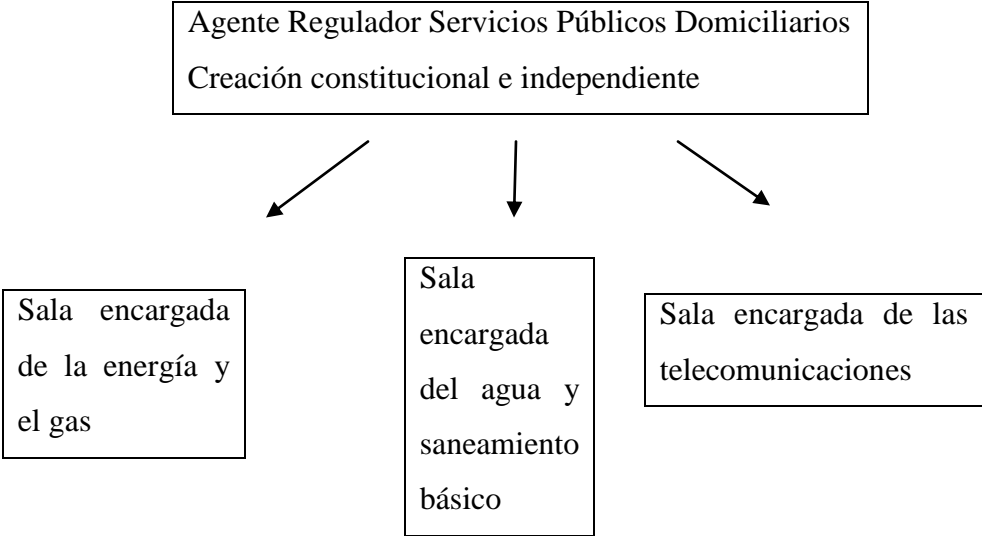 Agente Regulador Servicios Públicos Domiciliarios
Creación constitucional e independiente
Sala encargada
de la energía y
el gas
Sala
encargada
del agua y
saneamiento
básico
Sala encargada de las
telecomunicaciones